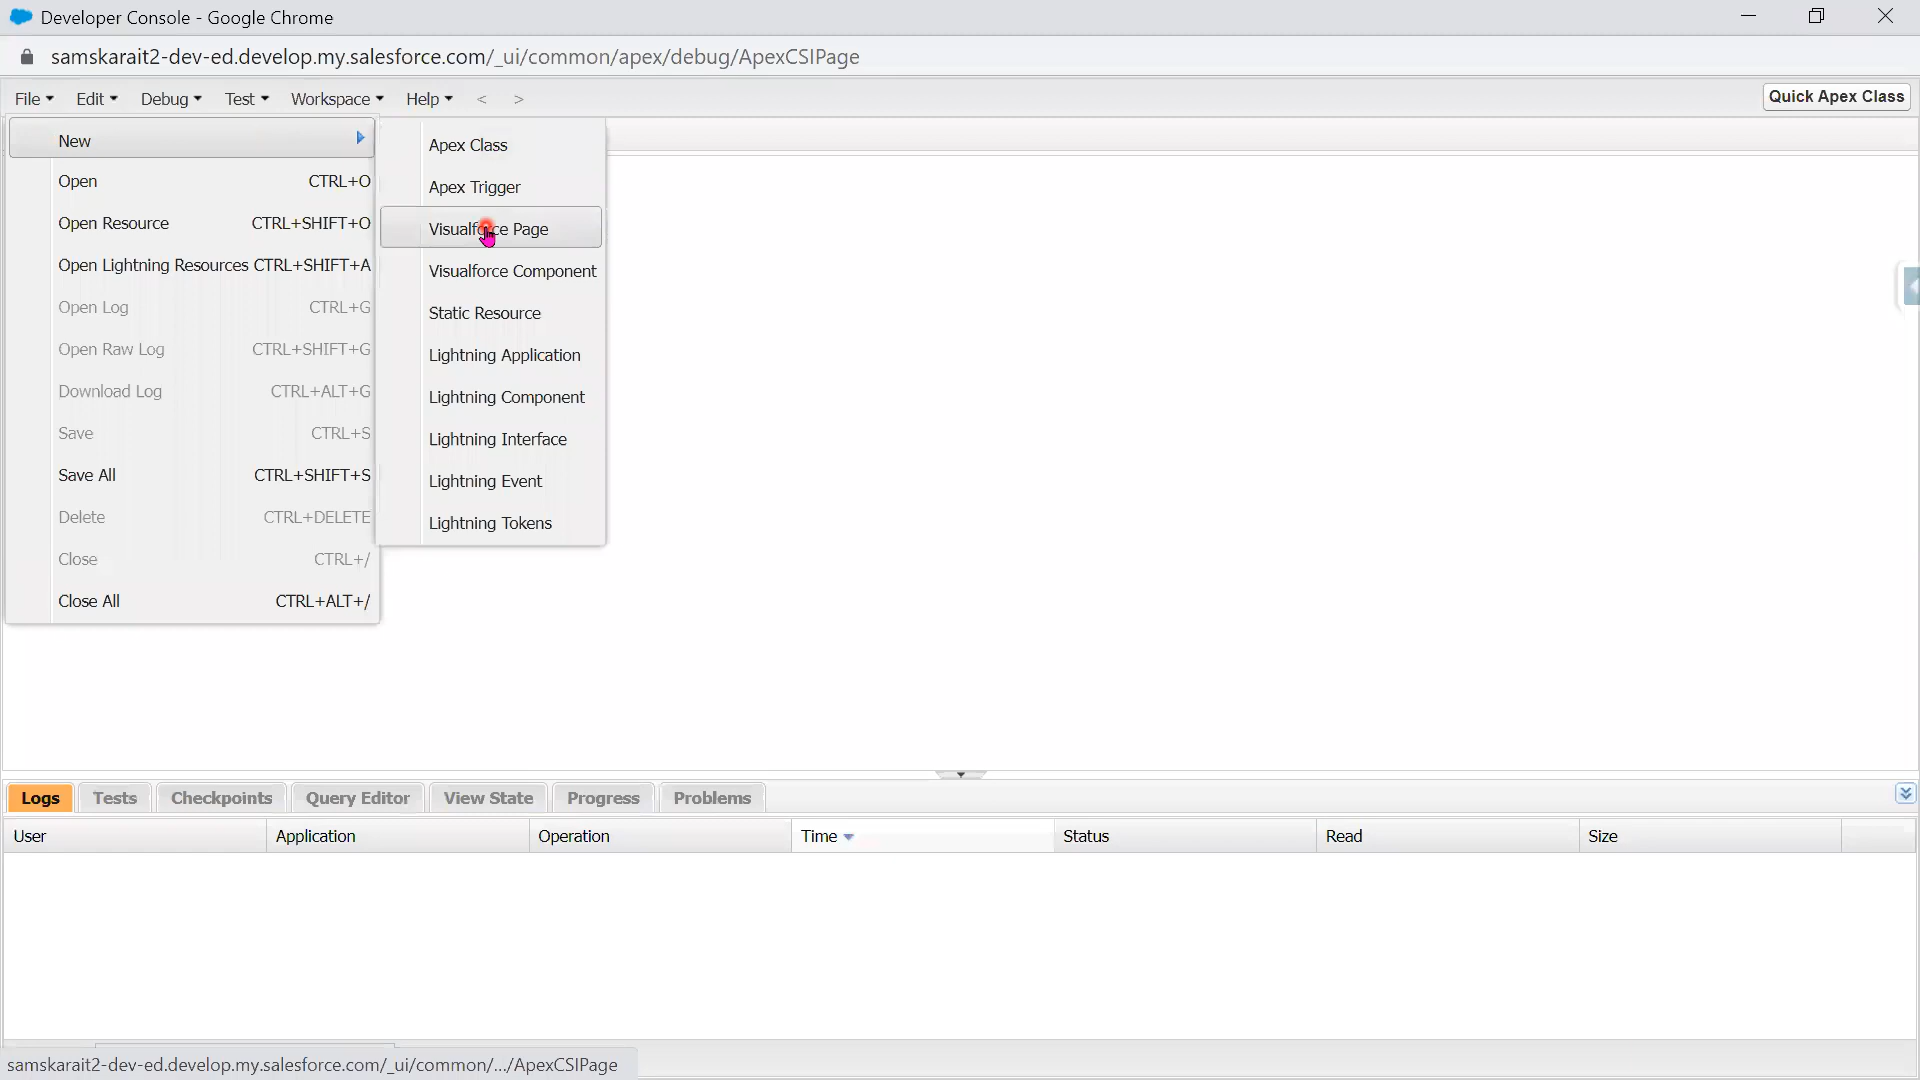 Developer Console - Google Chrome
samskarait2-dev-ed.develop.my.salesforce.com/_ui/common/apex/debug/ApexCSIPage
File Edit Debug Test Workspace Help < > Quick Apex Class
New
Open CTRL+O
Open Resource CTRL+SHIFT+O
Open Lightning Resources CTRL+SHIFT+A
Open Log CTRL+G
Open Raw Log CTRL+SHIFT+G
Download Log CTRL+ALT+G
Save CTRL+S
Save All CTRL+SHIFT+S
Delete CTRL+DELETE
Close CTRL+/
Close All CTRL+ALT+/
Apex Class
Apex Trigger
Visualforce Page
Visualforce Component
Static Resource
Lightning Application
Lightning Component
Lightning Interface
Lightning Event
Lightning Tokens
Logs Tests Checkpoints Query Editor View State Progress Problems
User Application Operation Time Status Read Size
samskarait2-dev-ed.develop.my.salesforce.com/_ui/common/.../ApexCSIPage